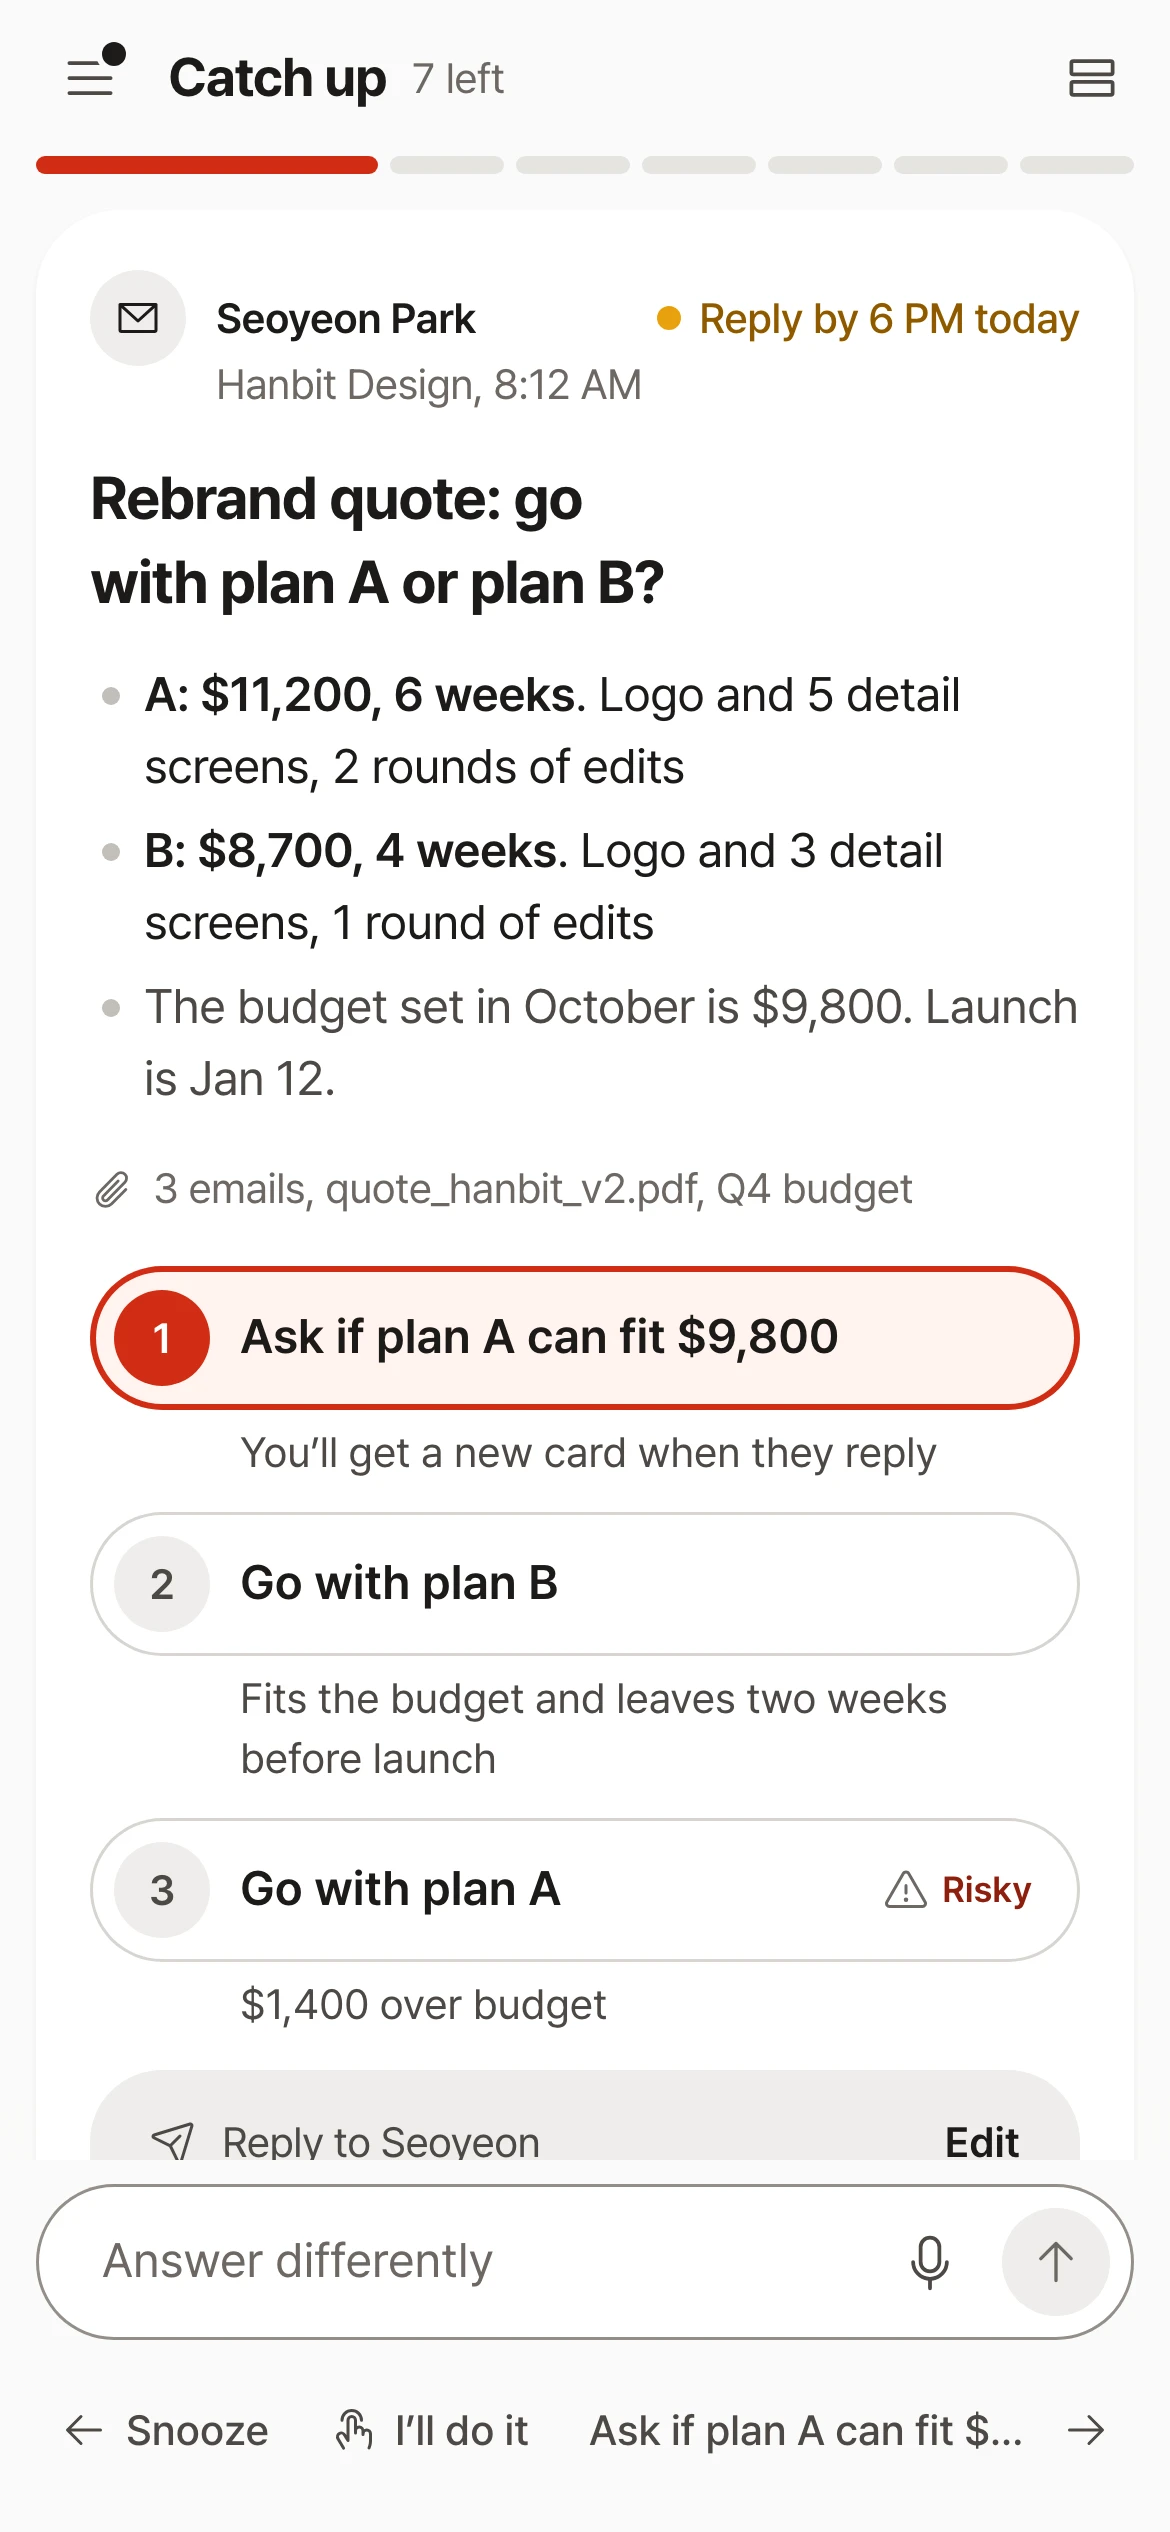 Catch up 7 left
Seoyeon Park
Reply by 6 PM today
Hanbit Design, 8:12 AM
Rebrand quote: go
with plan A or plan B?
A: $11,200, 6 weeks. Logo and 5 detail
screens, 2 rounds of edits
B: $8,700, 4 weeks. Logo and 3 detail
screens, 1 round of edits
The budget set in October is $9,800. Launch
is Jan 12.
3 emails, quote_hanbit_v2.pdf, Q4 budget
1 Ask if plan A can fit $9,800
You’ll get a new card when they reply
2 Go with plan B
Fits the budget and leaves two weeks
before launch
3 Go with plan A
Risky
$1,400 over budget
Reply to Seoyeon
Edit
Answer differently
Snooze
I’ll do it
Ask if plan A can fit $...